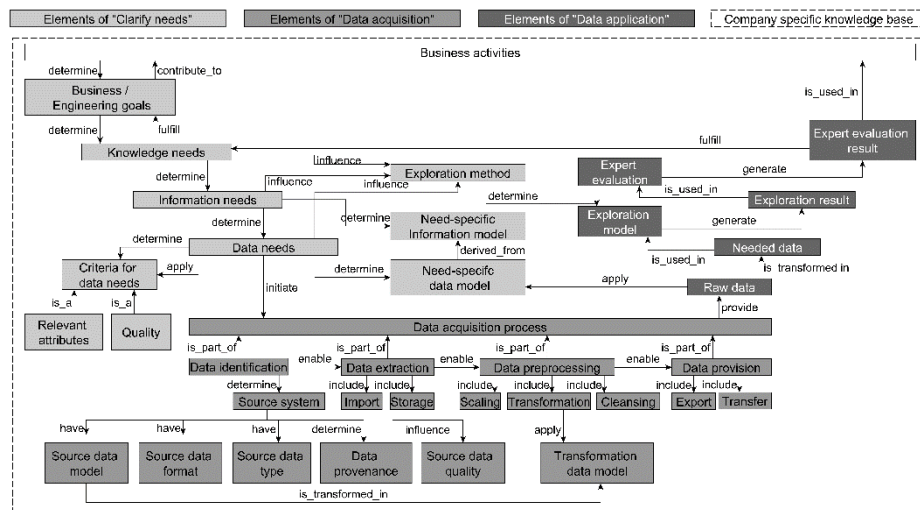 Elements of "Clarify needs"
Elements of "Data acquisition"
Elements of "Data application"
Company specific knowledge base
Business activities
determine
contribute_to
is_used_in
Business /
Engineering goals
determine
fulfill
fulfill
Expert evaluation
result
Knowledge needs
determine
influence
Exploration method
Expert
evaluation
generate
influence
influence
is_used_in
Information needs
determine
Exploration result
determine
determine
Need-specific
Information model
Exploration
model
generate
determine
Data needs
derived_from
is_used_in
Needed data
Criteria for
data needs
apply
determine
Need-specific
data model
apply
is_transformed in
initiate
Raw data
is_a
is_a
provide
Relevant
attributes
Quality
Data acquisition process
is_part_of
is_part_of
is_part_of
is_part_of
Data identification
enable
Data extraction
enable
Data preprocessing
enable
Data provision
determine
include
include
include
include
include
include
include
Source system
Import
Storage
Scaling
Transformation
Cleansing
Export
Transfer
have
have
have
determine
influence
apply
Source data
model
Source data
format
Source data
type
Data
provenance
Source data
quality
Transformation
data model
is_transformed_in